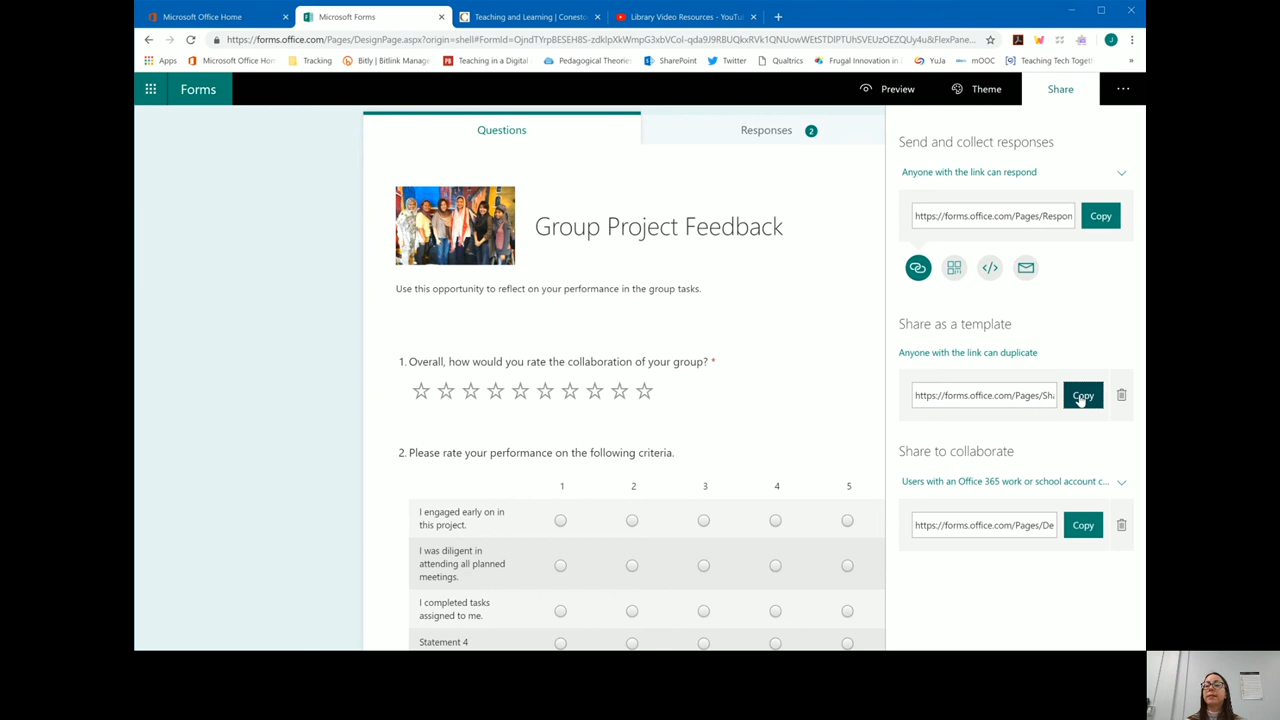 Microsoft Office Home
Microsoft Forms
Teaching and Learning | Conesto
Library Video Resources - YouTu
https://forms.office.com/Pages/DesignPage.aspx?origin=shell#FormId=
Apps
Microsoft Office Hom
Tracking
Bitly | Bitlink Manage
Teaching in a Digital
Pedagogical Theories
SharePoint
Twitter
Qualtrics
Frugal Innovation in
YuJa
mOOC
Teaching Tech Togeth
Forms
Preview
Theme
Share
Questions
Responses 2
Group Project Feedback
Use this opportunity to reflect on your performance in the group tasks.
1. Overall, how would you rate the collaboration of your group? *
2. Please rate your performance on the following criteria.
1 2 3 4 5
I engaged early on in
this project.
I was diligent in
attending all planned
meetings.
I completed tasks
assigned to me.
Statement 4
Send and collect responses
Anyone with the link can respond
https://forms.office.com/Pages/Respon
Copy
Share as a template
Anyone with the link can duplicate
https://forms.office.com/Pages/Sha
Copy
Share to collaborate
Users with an Office 365 work or school account c...
https://forms.office.com/Pages/De
Copy